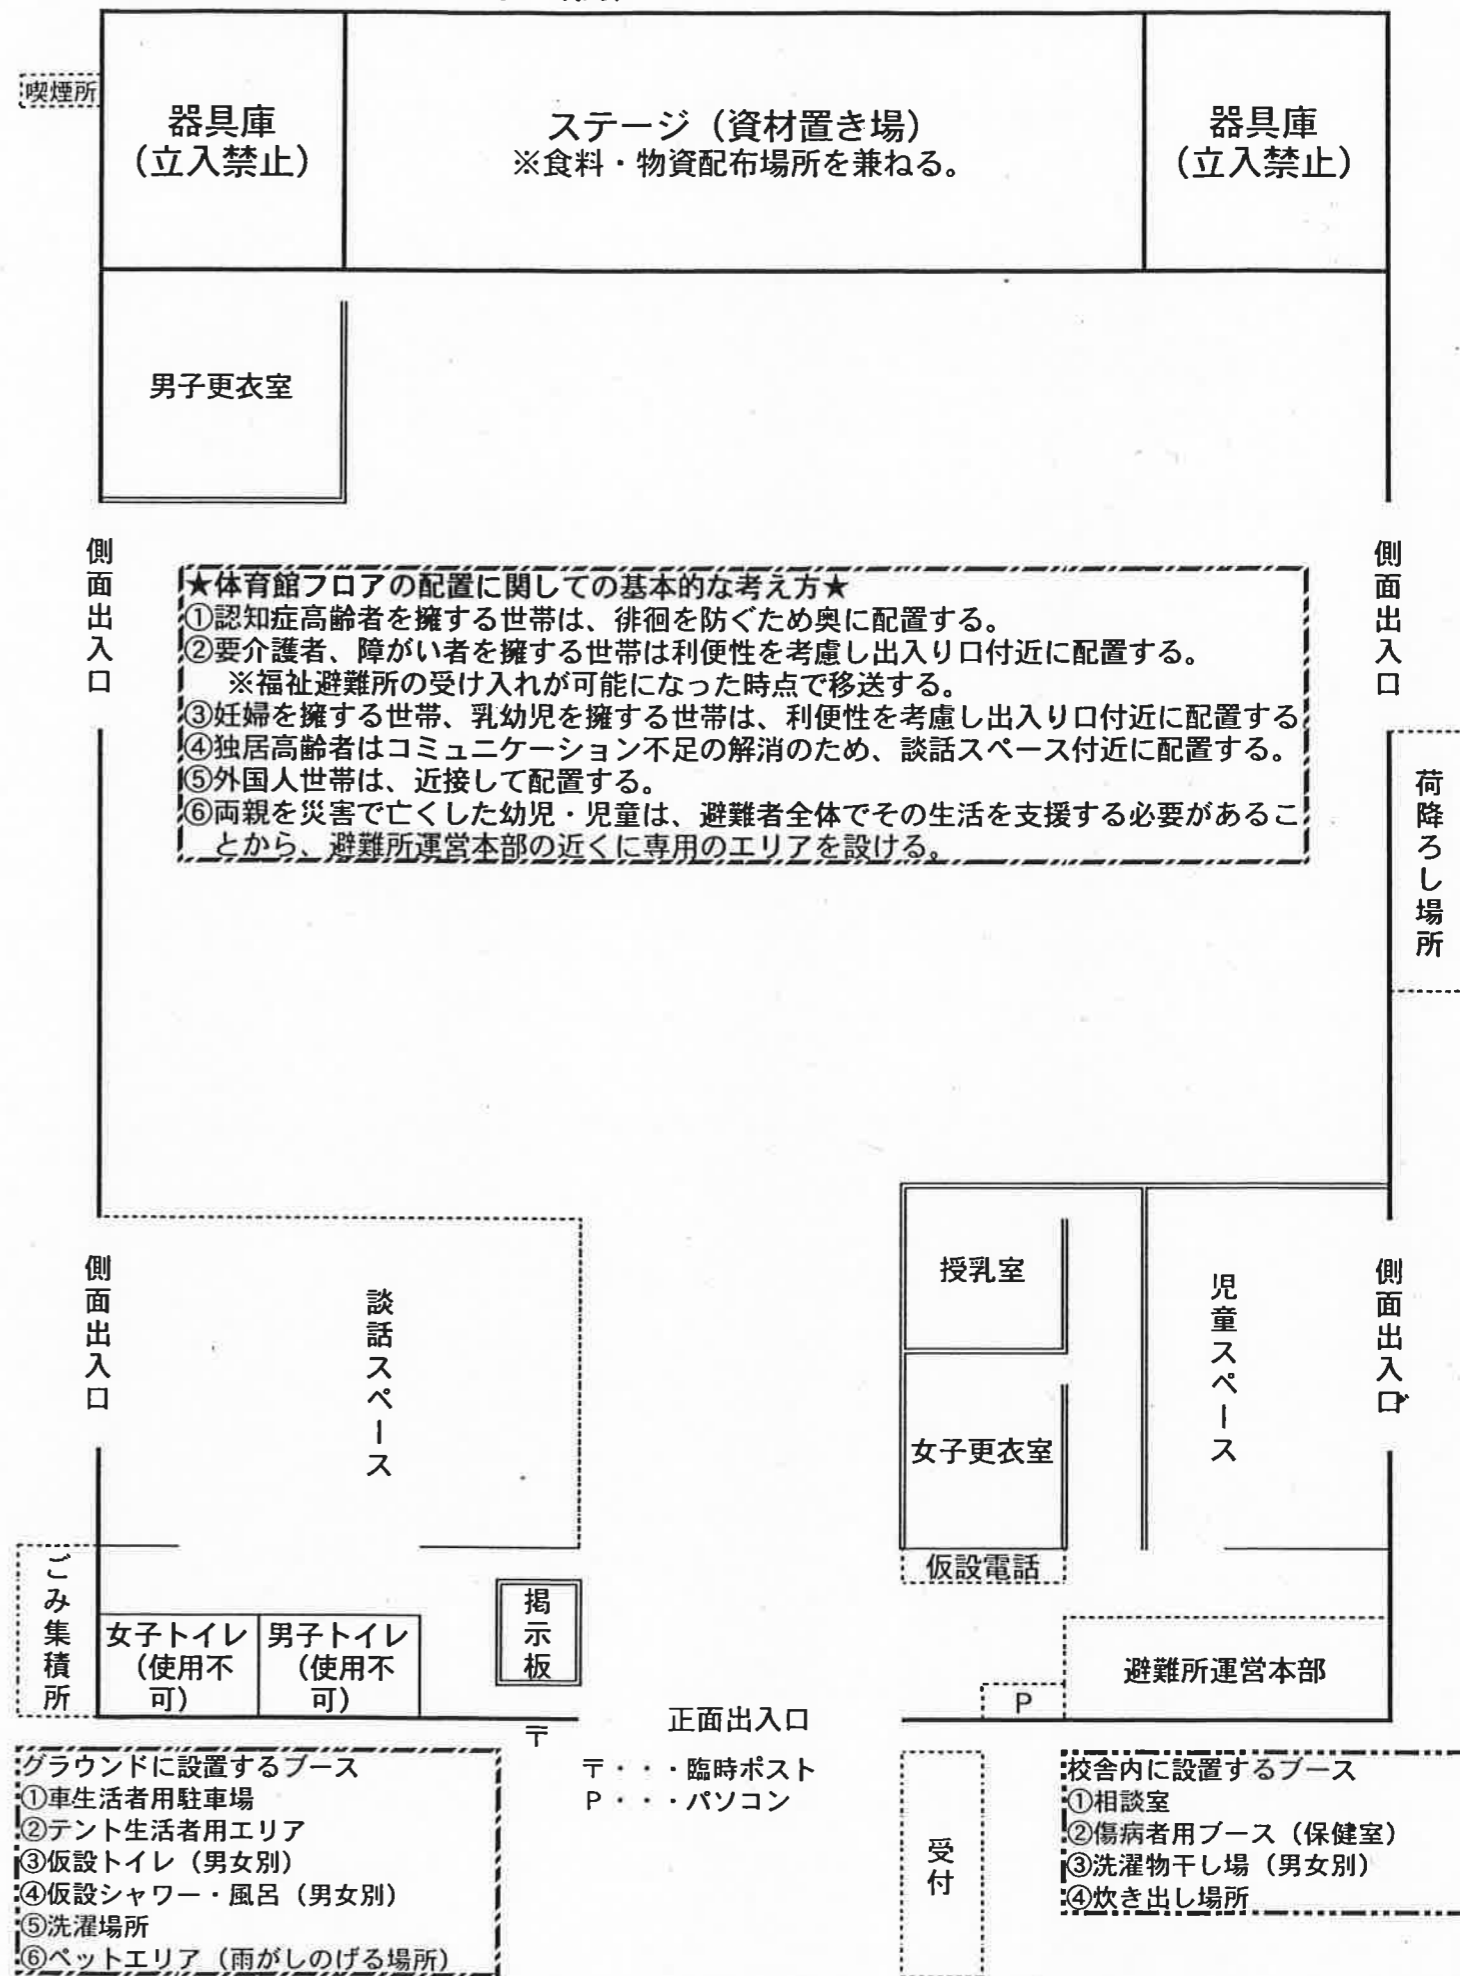 喫煙所
器具庫
(立入禁止)
ステージ（資材置き場）
※食料・物資配布場所を兼ねる。
器具庫
(立入禁止)
男子更衣室
側面出入口
側面出入口
★体育館フロアの配置に関しての基本的な考え方★
①認知症高齢者を擁する世帯は、徘徊を防ぐため奥に配置する。
②要介護者、障がい者を擁する世帯は利便性を考慮し出入り口付近に配置する。
※福祉避難所の受け入れが可能になった時点で移送する。
③妊婦を擁する世帯、乳幼児を擁する世帯は、利便性を考慮し出入り口付近に配置する
④独居高齢者はコミュニケーション不足の解消のため、談話スペース付近に配置する。
⑤外国人世帯は、近接して配置する。
⑥両親を災害で亡くした幼児・児童は、避難者全体でその生活を支援する必要があるこ
とから、避難所運営本部の近くに専用のエリアを設ける。
荷降ろし場所
側面出入口
談話スペース
授乳室
女子更衣室
児童スペース
側面出入口
仮設電話
ごみ集積所
女子トイレ
(使用不
可)
男子トイレ
(使用不
可)
掲示板
避難所運営本部
P
正面出入口
〒
〒・・・臨時ポスト
P・・・パソコン
受付
グラウンドに設置するブース
①車生活者用駐車場
②テント生活者用エリア
③仮設トイレ（男女別）
④仮設シャワー・風呂（男女別）
⑤洗濯場所
⑥ペットエリア（雨がしのげる場所）
校舎内に設置するブース
①相談室
②傷病者用ブース（保健室）
③洗濯物干し場（男女別）
④炊き出し場所